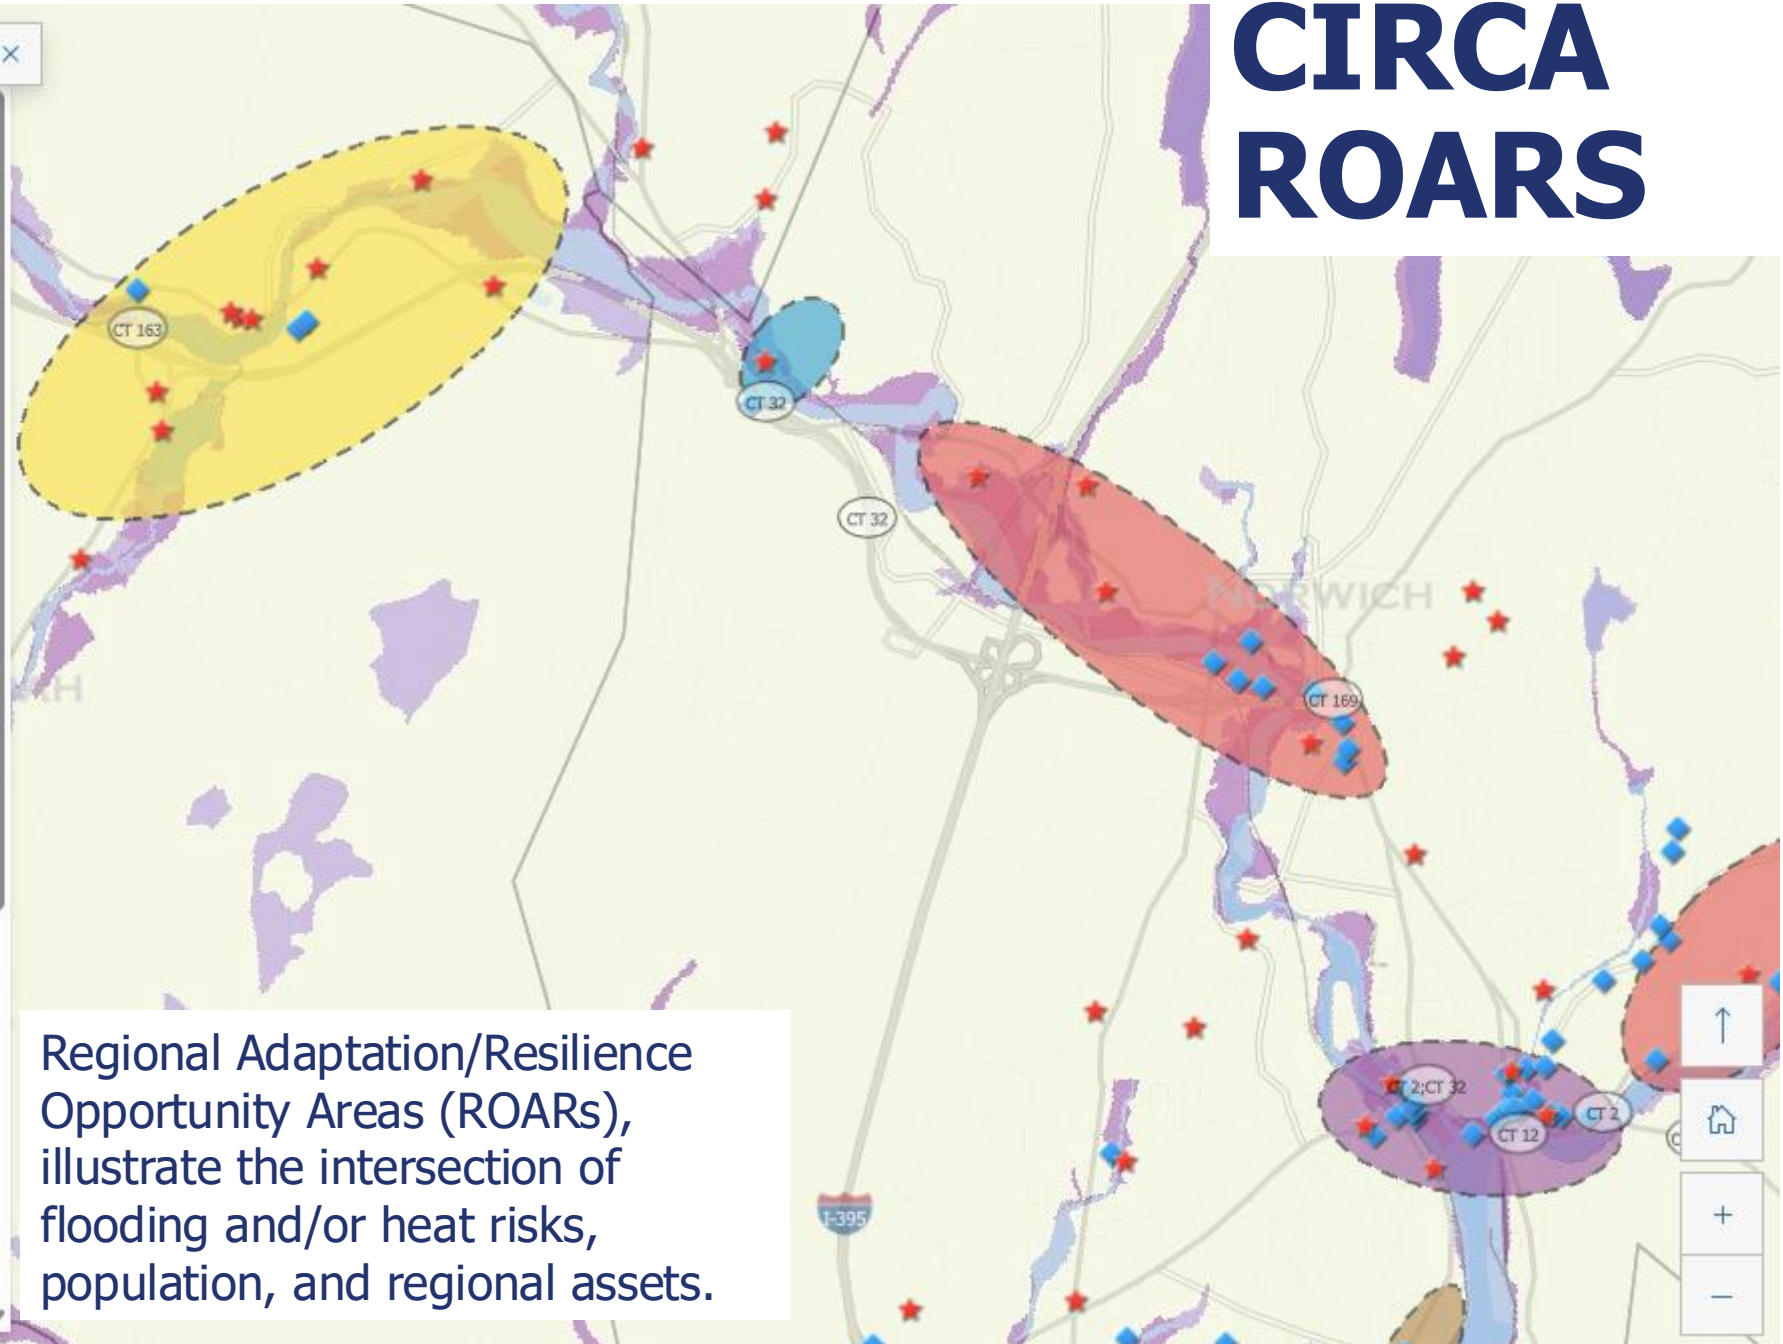 CIRCA
ROARS
CT 163
CT 32
CT 32
NORWICH
CT 169
CT 2;CT 32
CT 2
CT 12
I-395
Regional Adaptation/Resilience
Opportunity Areas (ROARs),
illustrate the intersection of
flooding and/or heat risks,
population, and regional assets.